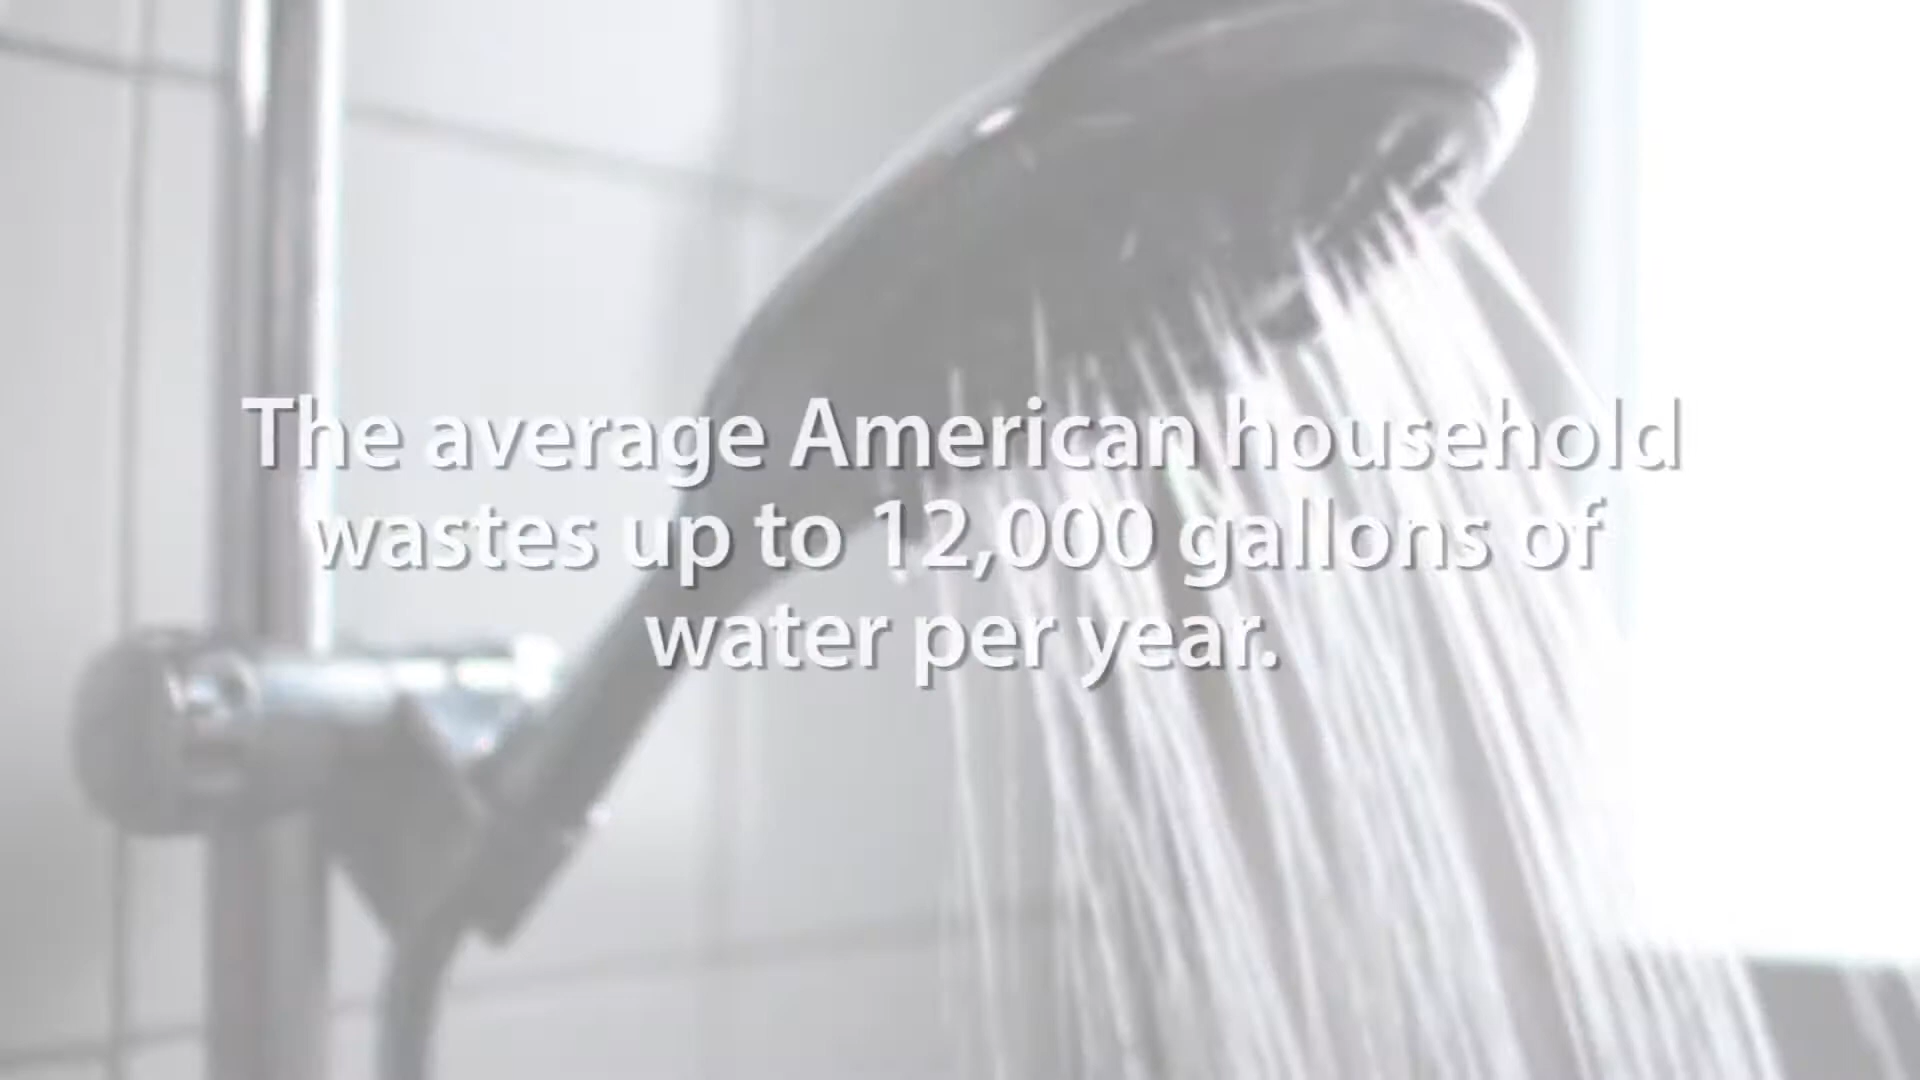 The average American household
wastes up to 12,000 gallons of
water per year.